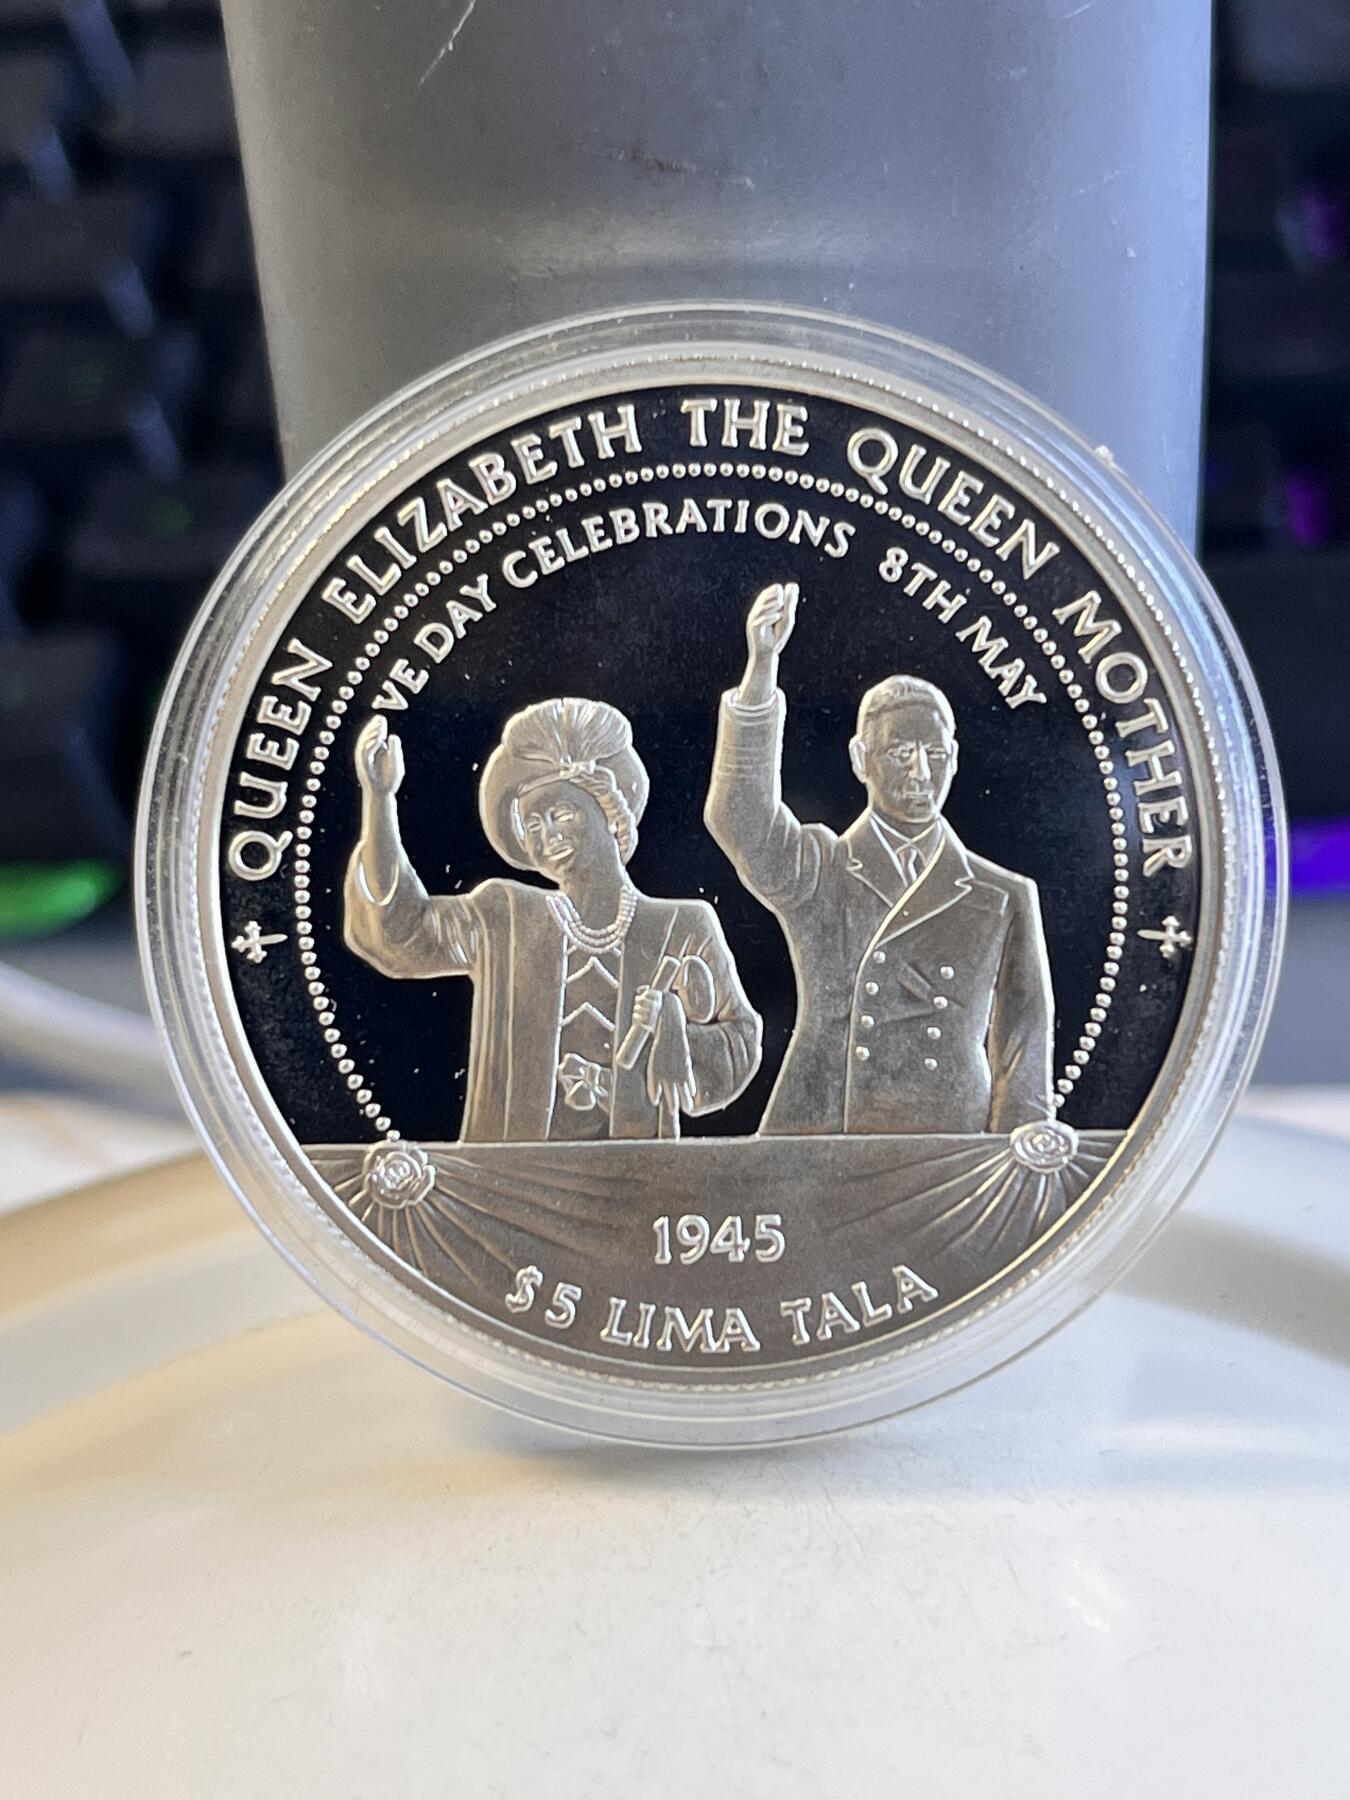 QUEEN ELIZABETH THE QUEEN MOTHER
VE DAY CELEBRATIONS 8TH MAY
1945
$5 LIMA TALA